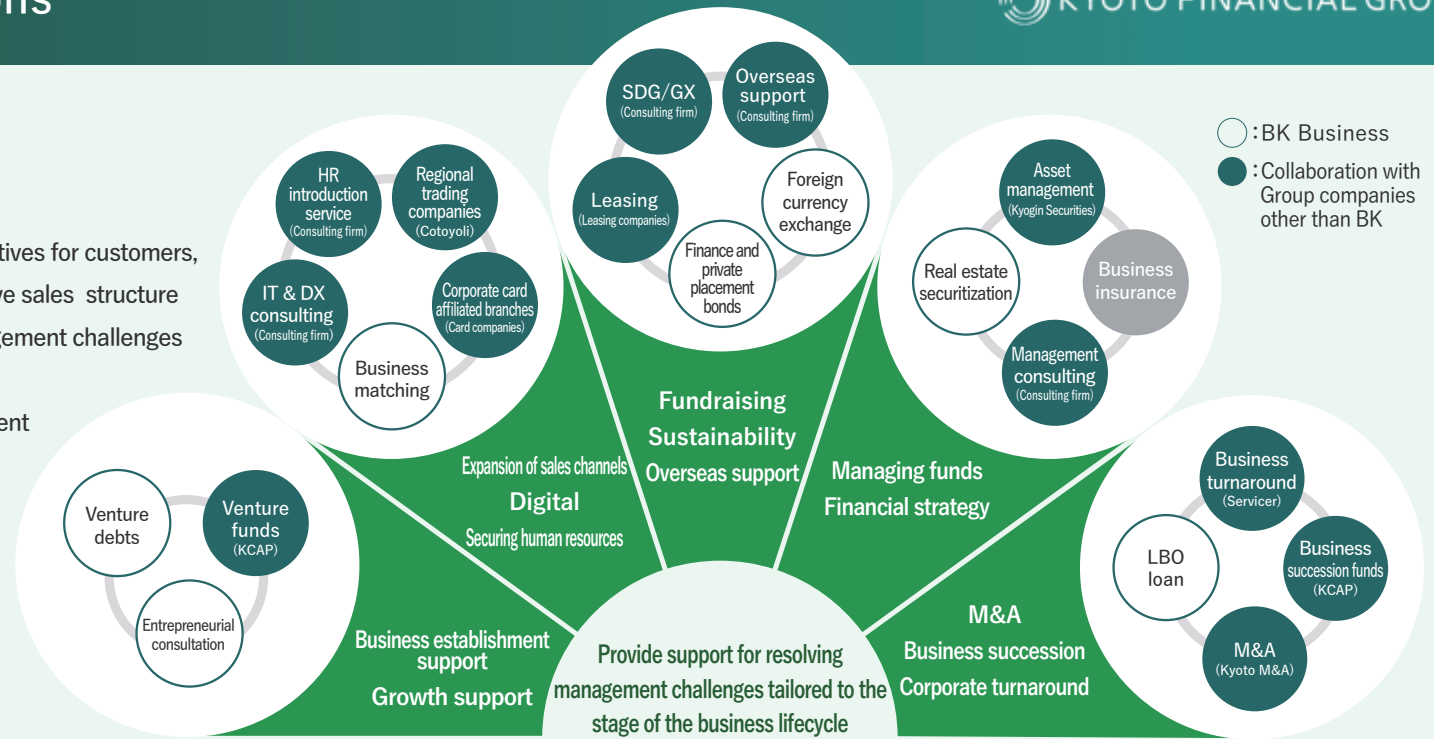 KYOTO FINANCIAL
: BK Business
: Collaboration with
Group companies
other than BK
tives for customers,
ve sales structure
gement challenges
ent
Venture
debts
Venture
funds
(KCAP)
Entrepreneurial
consultation
Business establishment
support
Growth support
HR
introduction
service
(Consulting firm)
Regional
trading
companies
(Cotoyoli)
IT & DX
consulting
(Consulting firm)
Corporate card
affiliated branches
(Card companies)
Business
matching
Expansion of sales channels
Digital
Securing human resources
SDG/GX
(Consulting firm)
Overseas
support
(Consulting firm)
Leasing
(Leasing companies)
Foreign
currency
exchange
Finance and
private
placement
bonds
Fundraising
Sustainability
Overseas support
Asset
management
(Kyogin Securities)
Real estate
securitization
Business
insurance
Management
consulting
(Consulting firm)
Managing funds
Financial strategy
Business
turnaround
(Servicer)
LBO
loan
Business
succession funds
(KCAP)
M&A
(Kyoto M&A)
M&A
Business succession
Corporate turnaround
Provide support for resolving
management challenges tailored to the
stage of the business lifecycle